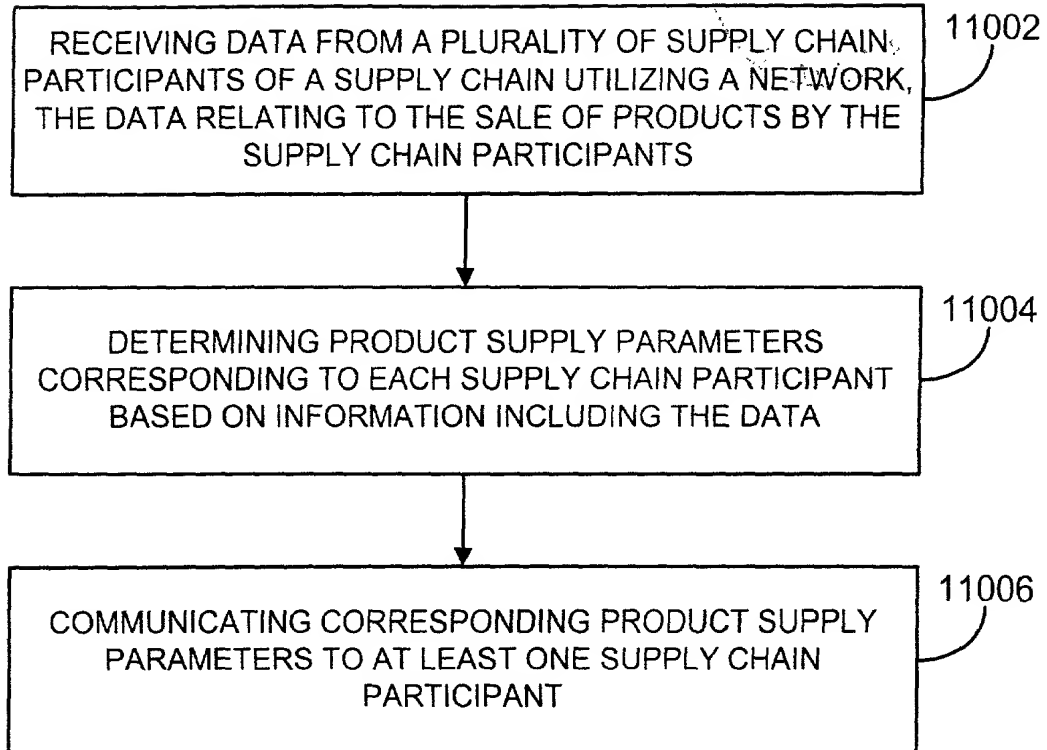 RECEIVING DATA FROM A PLURALITY OF SUPPLY CHAIN
PARTICIPANTS OF A SUPPLY CHAIN UTILIZING A NETWORK,
THE DATA RELATING TO THE SALE OF PRODUCTS BY THE
SUPPLY CHAIN PARTICIPANTS
11002
DETERMINING PRODUCT SUPPLY PARAMETERS
CORRESPONDING TO EACH SUPPLY CHAIN PARTICIPANT
BASED ON INFORMATION INCLUDING THE DATA
11004
COMMUNICATING CORRESPONDING PRODUCT SUPPLY
PARAMETERS TO AT LEAST ONE SUPPLY CHAIN
PARTICIPANT
11006